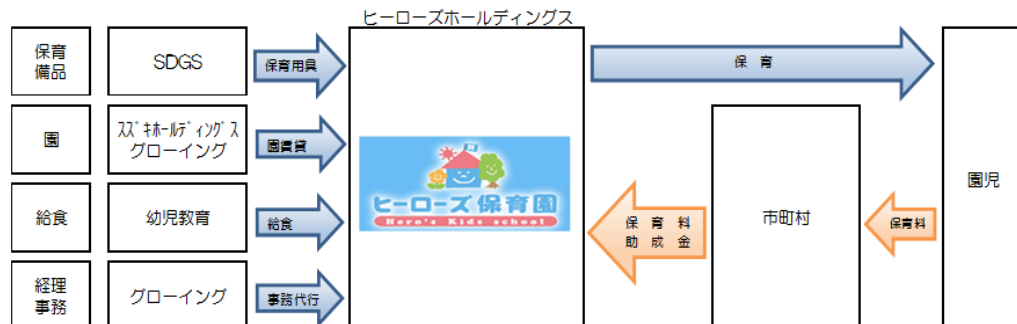 ヒーローズホールディングス
保育
備品
SDGS
保育用具
保 育
園
ｽｽﾞｷﾎｰﾙﾃﾞｨﾝｸﾞｽ
グローイング
園賃貸
ヒーローズ保育園
Hero's Kids school
園児
給食
幼児教育
給食
保 育 料
助 成 金
市町村
保育料
経理
事務
グローイング
事務代行